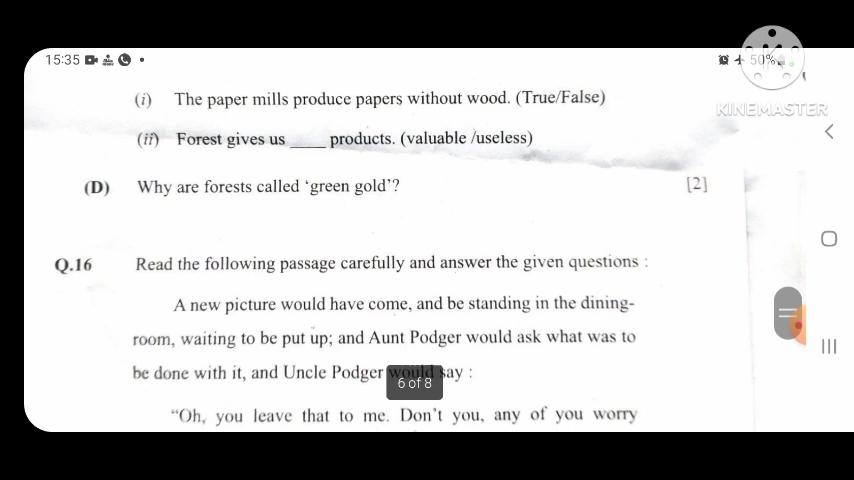 15:35
50%
KINEMASTER
(i) The paper mills produce papers without wood. (True/False)
(ii) Forest gives us ____ products. (valuable /useless)
(D) Why are forests called ‘green gold’? [2]
Q.16 Read the following passage carefully and answer the given questions :
A new picture would have come, and be standing in the dining-
room, waiting to be put up; and Aunt Podger would ask what was to
be done with it, and Uncle Podger would say :
6 of 8
“Oh, you leave that to me. Don’t you, any of you worry